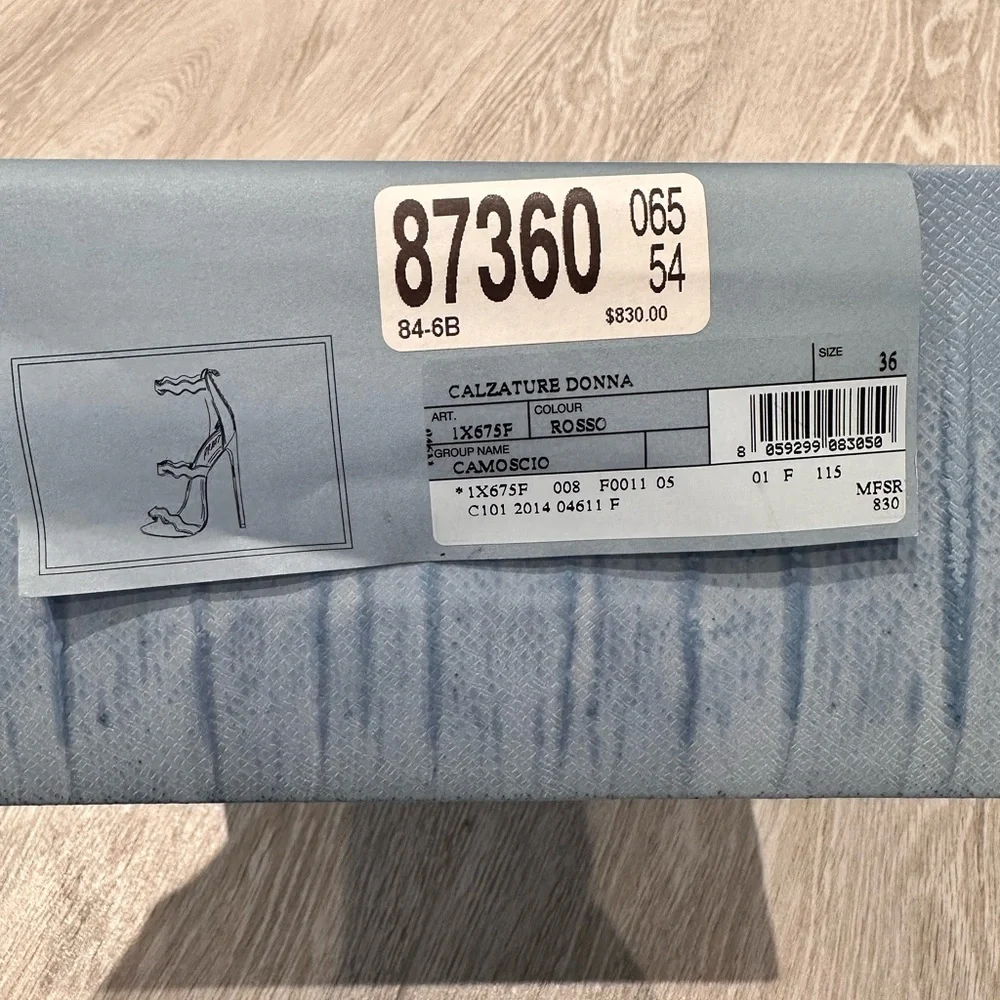 87360 065
54
84-6B $830.00
CALZATURE DONNA
SIZE 36
ART. 1X675F
COLOUR ROSSO
GROUP NAME
CAMOSCIO
8 059299 083050
*1X675F 008 F0011 05 01 F 115
C101 2014 04611 F
MFSR
830